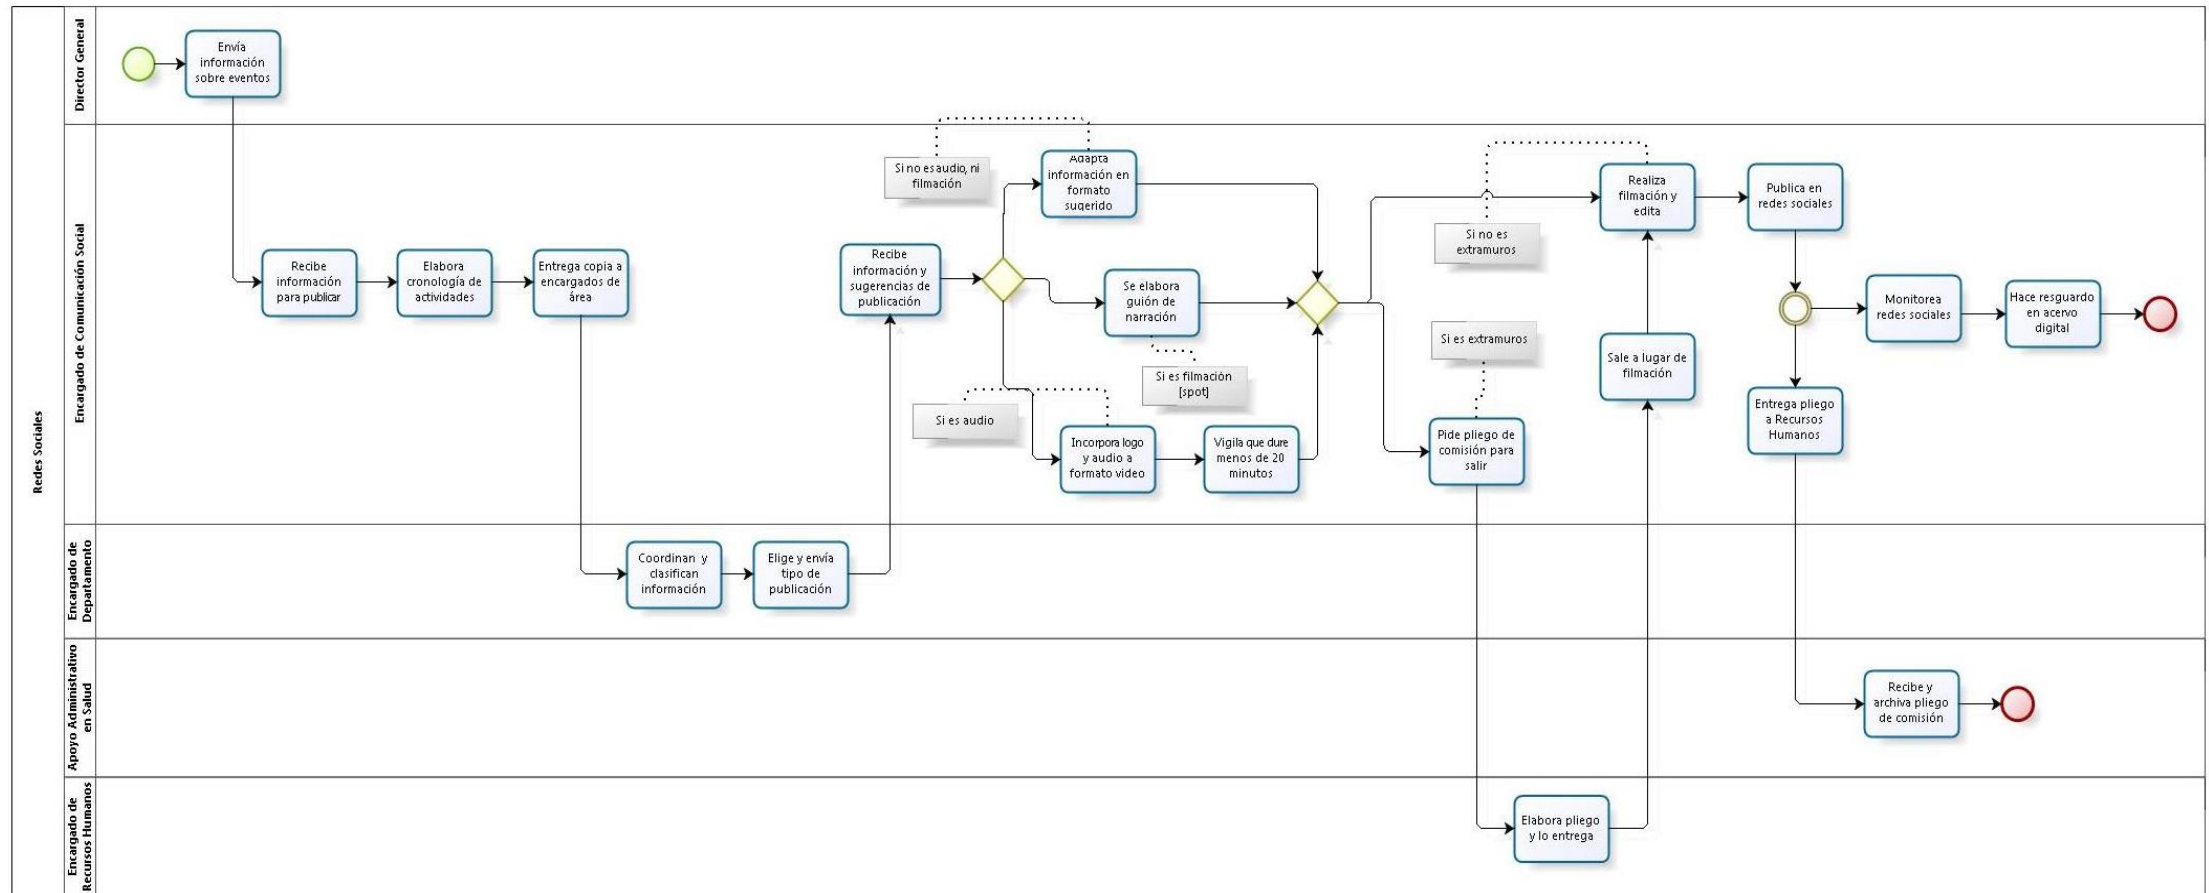 Redes Sociales
Director General
Envía
información
sobre eventos
Encargado de Comunicación Social
Recibe
información
para publicar
Elabora
cronología de
actividades
Entrega copia a
encargados de
área
Recibe
información y
sugerencias de
publicación
Si no es audio, ni
filmación
Adapta
información en
formato
sugerido
Se elabora
guión de
narración
Si es filmación
[spot]
Si es audio
Incorpora logo
y audio a
formato video
Vigila que dure
menos de 20
minutos
Si no es
extramuros
Si es extramuros
Pide pliego de
comisión para
salir
Realiza
filmación y
edita
Sale a lugar de
filmación
Publica en
redes sociales
Monitorea
redes sociales
Hace resguardo
en acervo
digital
Entrega pliego
a Recursos
Humanos
Encargado de
Departamento
Coordinan y
clasifican
información
Elige y envía
tipo de
publicación
Apoyo Administrativo
en Salud
Recibe y
archiva pliego
de comisión
Encargado de
Recursos Humanos
Elabora pliego
y lo entrega